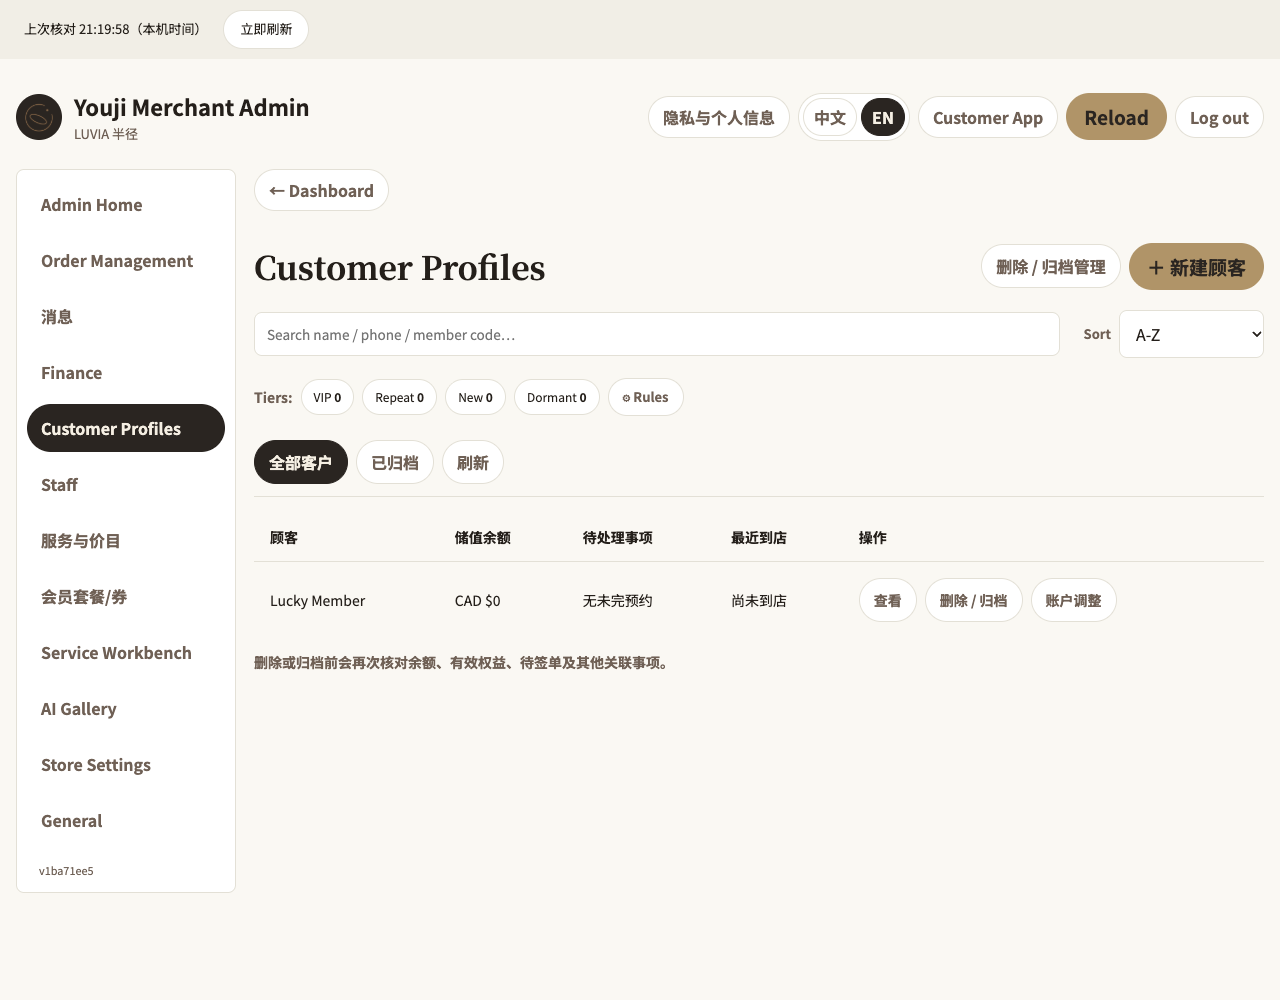 上次核对 21:19:58（本机时间） 立即刷新
Youji Merchant Admin
LUVIA 半径
隐私与个人信息 中文 EN Customer App Reload Log out
Admin Home
Order Management
消息
Finance
Customer Profiles
Staff
服务与价目
会员套餐/券
Service Workbench
AI Gallery
Store Settings
General
v1ba71ee5
← Dashboard
Customer Profiles 删除 / 归档管理 ＋ 新建顾客
Search name / phone / member code… Sort A-Z
Tiers: VIP 0 Repeat 0 New 0 Dormant 0 ⚙ Rules
全部客户 已归档 刷新
顾客 储值余额 待处理事项 最近到店 操作
Lucky Member CAD $0 无未完预约 尚未到店 查看 删除 / 归档 账户调整
删除或归档前会再次核对余额、有效权益、待签单及其他关联事项。